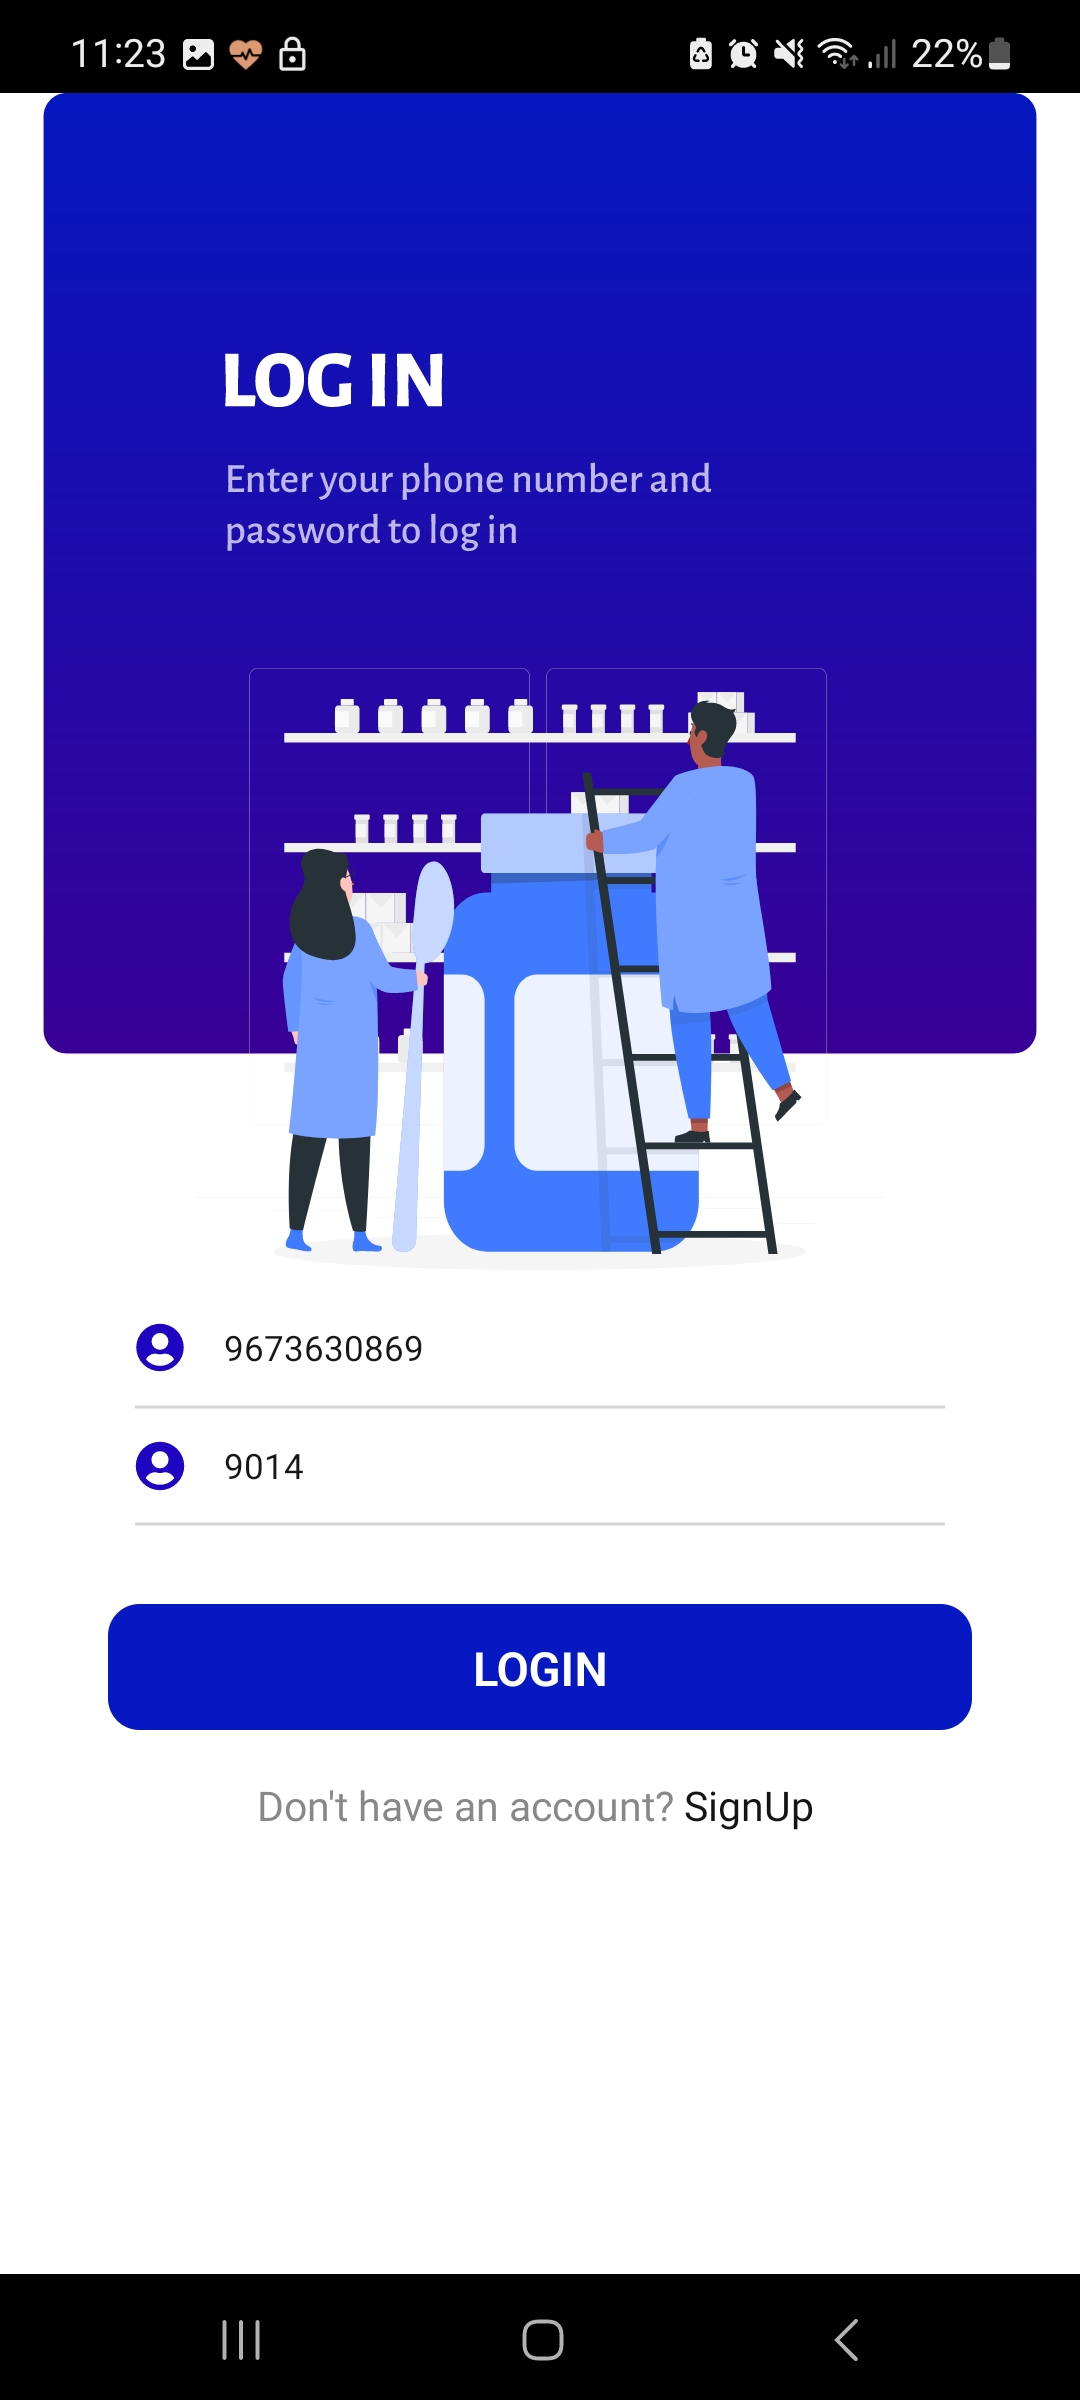 11:23
22%
LOG IN
Enter your phone number and
password to log in
9673630869
9014
LOGIN
Don't have an account? SignUp